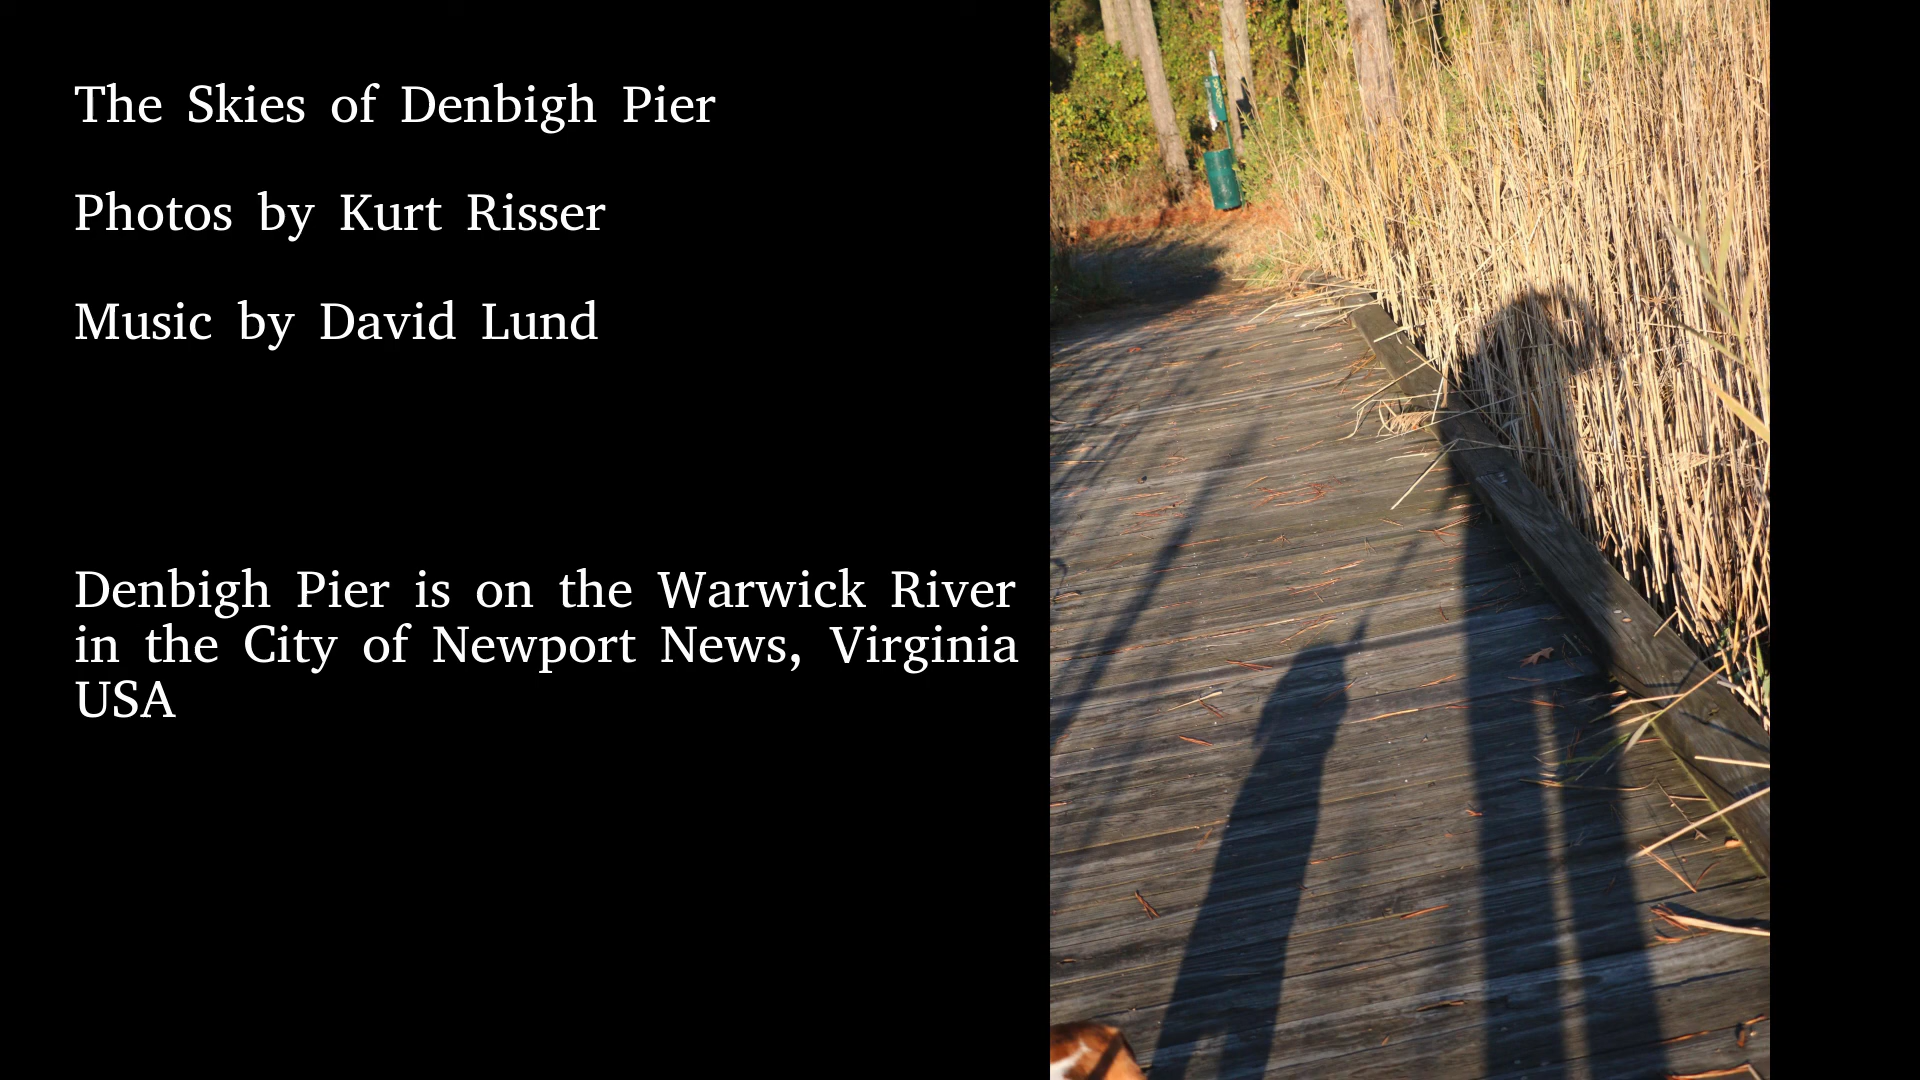 The Skies of Denbigh Pier
Photos by Kurt Risser
Music by David Lund
Denbigh Pier is on the Warwick River
in the City of Newport News, Virginia
USA